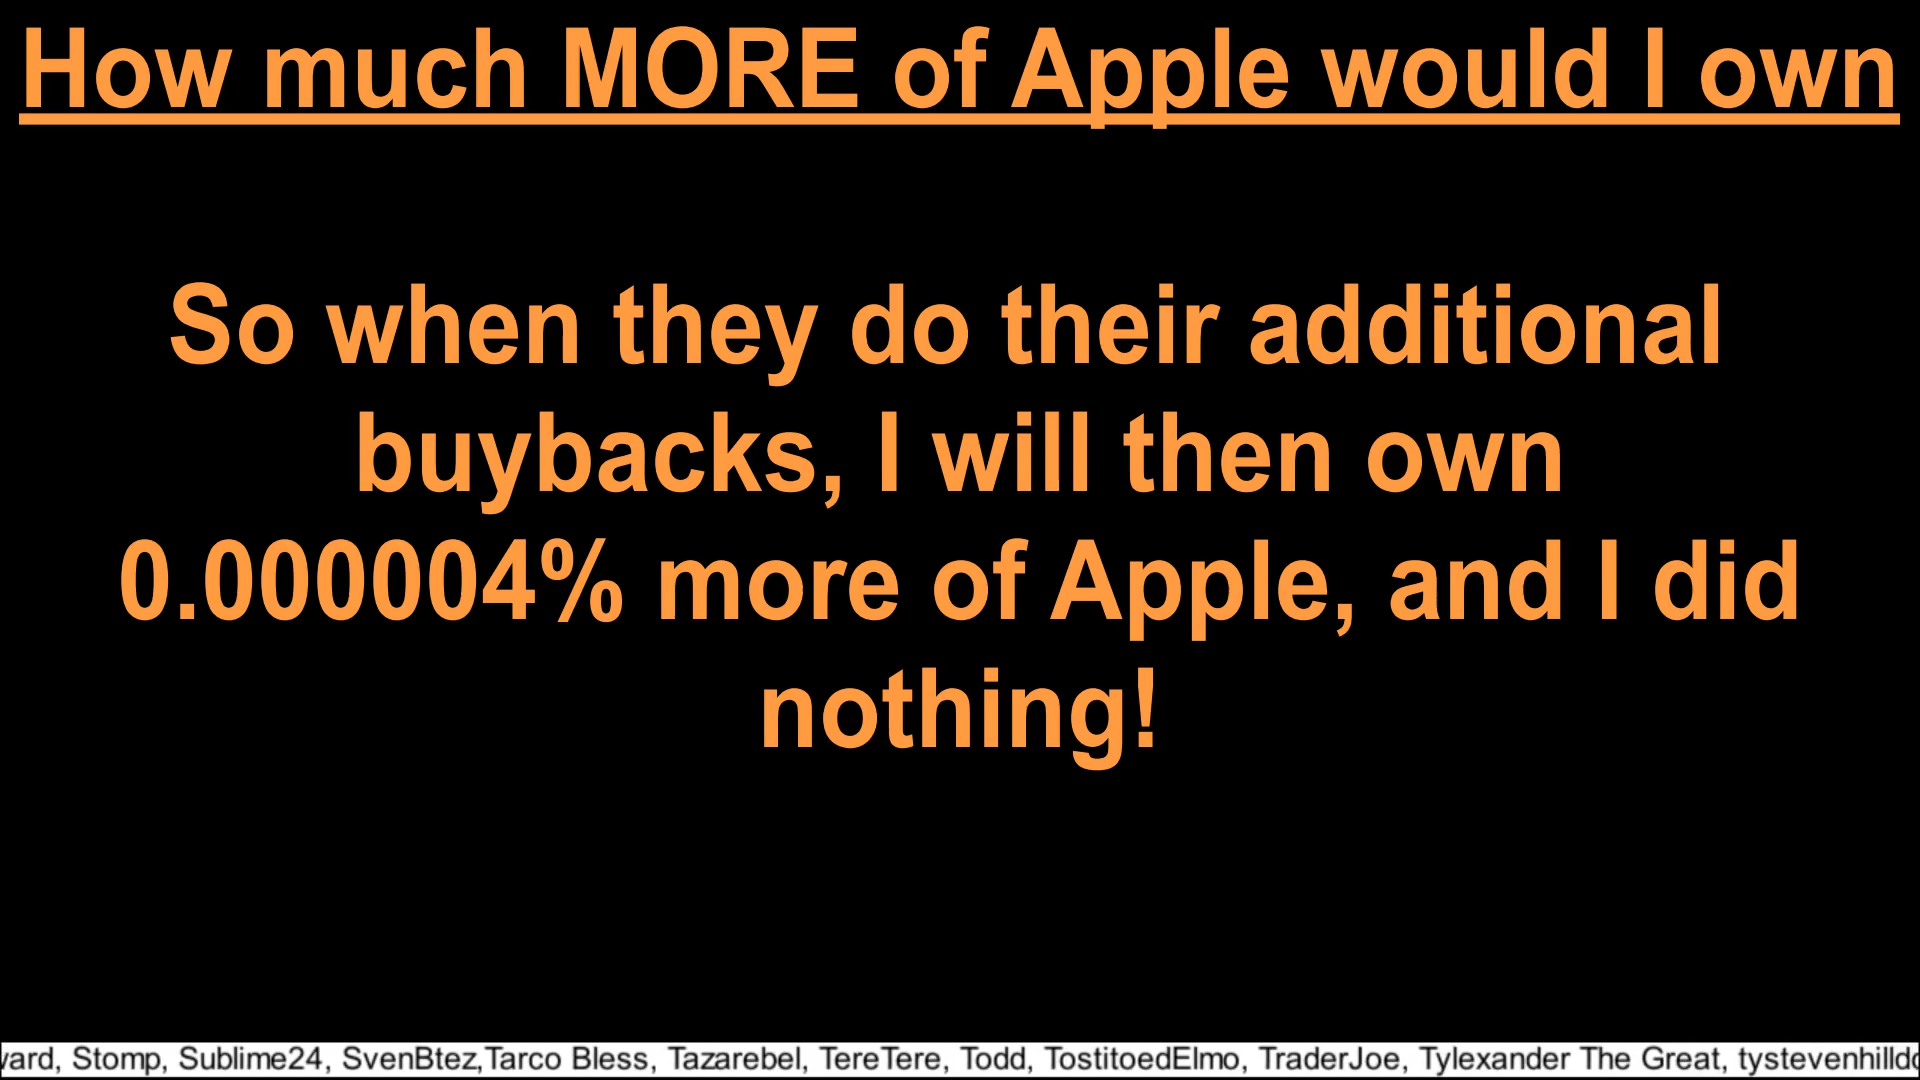 How much MORE of Apple would I own
So when they do their additional
buybacks, I will then own
0.000004% more of Apple, and I did
nothing!
Stomp, Sublime24, SvenBtez,Tarco Bless, Tazarebel, TereTere, Todd, TostitoedElmo, TraderJoe, Tylexander The Great,